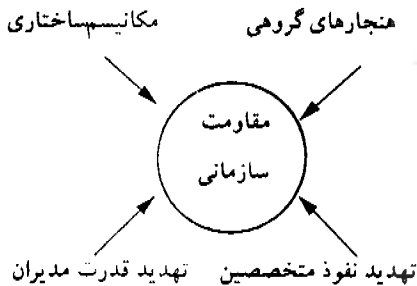 هنجارهای گروهی
مکانیسم‌ساختاری
مقاومت
سازمانی
تهدید نفوذ متخصصین
تهدید قدرت مدیران